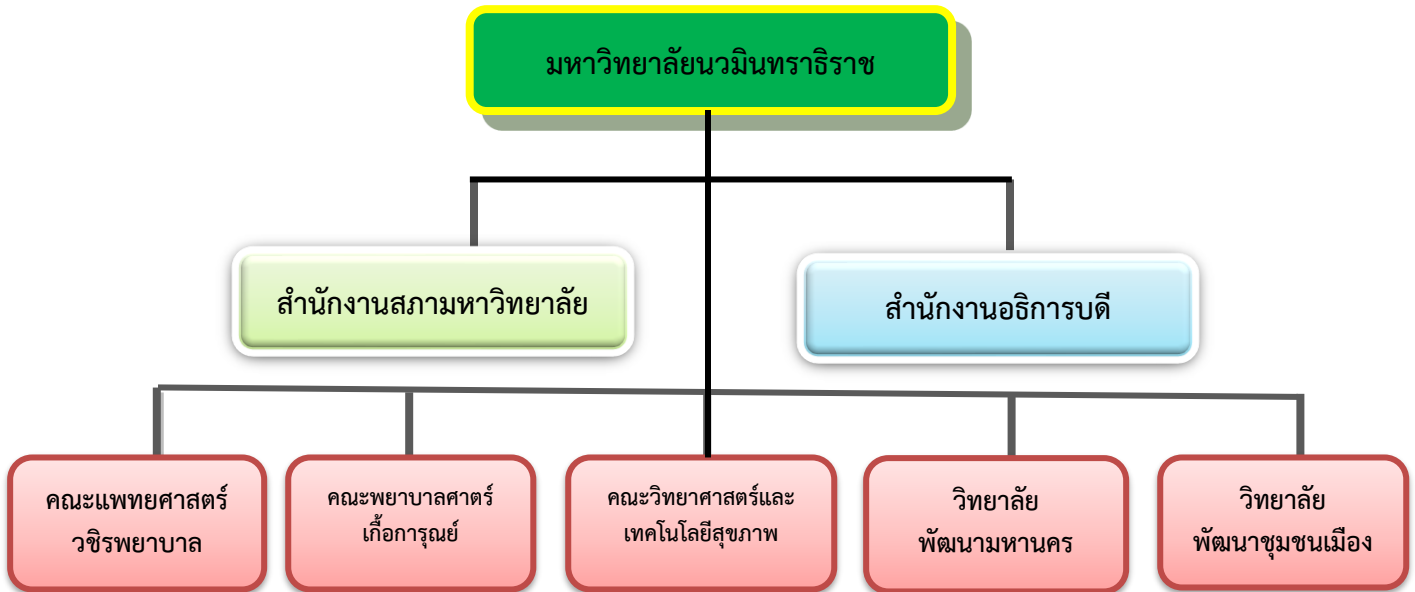 มหาวิทยาลัยนวมินทราธิราช
สำนักงานสภามหาวิทยาลัย
สำนักงานอธิการบดี
คณะแพทยศาสตร์
วชิรพยาบาล
คณะพยาบาลศาตร์
เกื้อการุณย์
คณะวิทยาศาสตร์และ
เทคโนโลยีสุขภาพ
วิทยาลัย
พัฒนามหานคร
วิทยาลัย
พัฒนาชุมชนเมือง